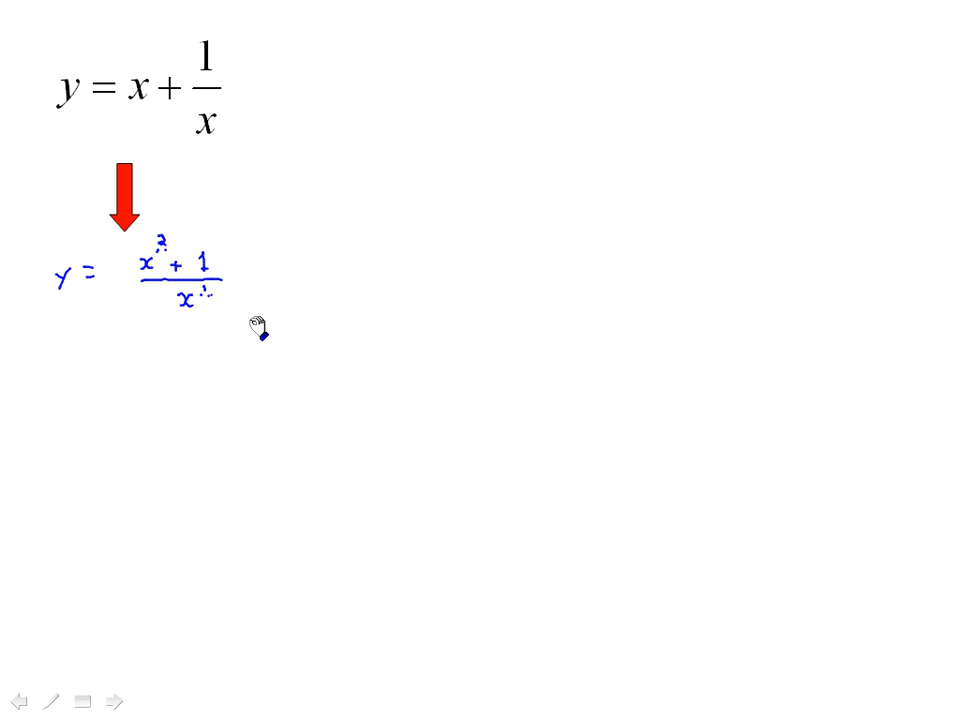 y = x + 1/x
y = (x² + 1)/x